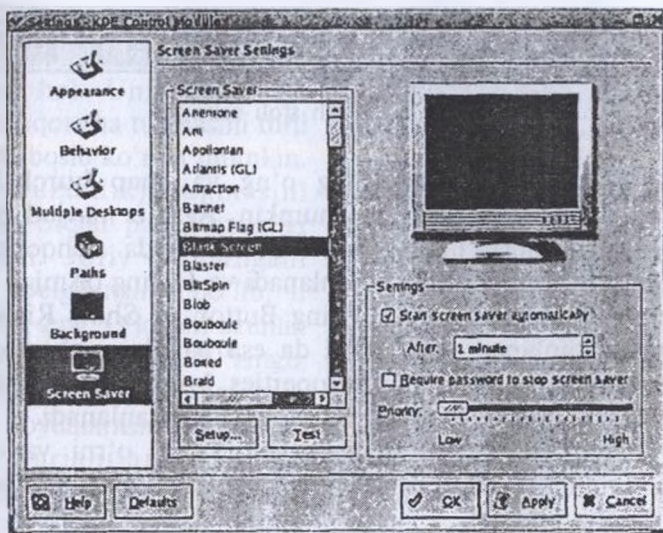 Settings - KDE Control Module
Screen Saver Settings
Appearance
Behavior
Multiple Desktops
Paths
Background
Screen Saver
Screen Saver
Anemone
Ant
Apollonian
Atlantis (GL)
Attraction
Banner
Bitmap Flag (GL)
Blank Screen
Blaster
BlitSpin
Blob
Bouboule
Bouboule
Boxed
Braid
Setup...
Test
Settings
Start screen saver automatically
After: 1 minute
Require password to stop screen saver
Priority:
Low High
Help
Defaults
OK
Apply
Cancel